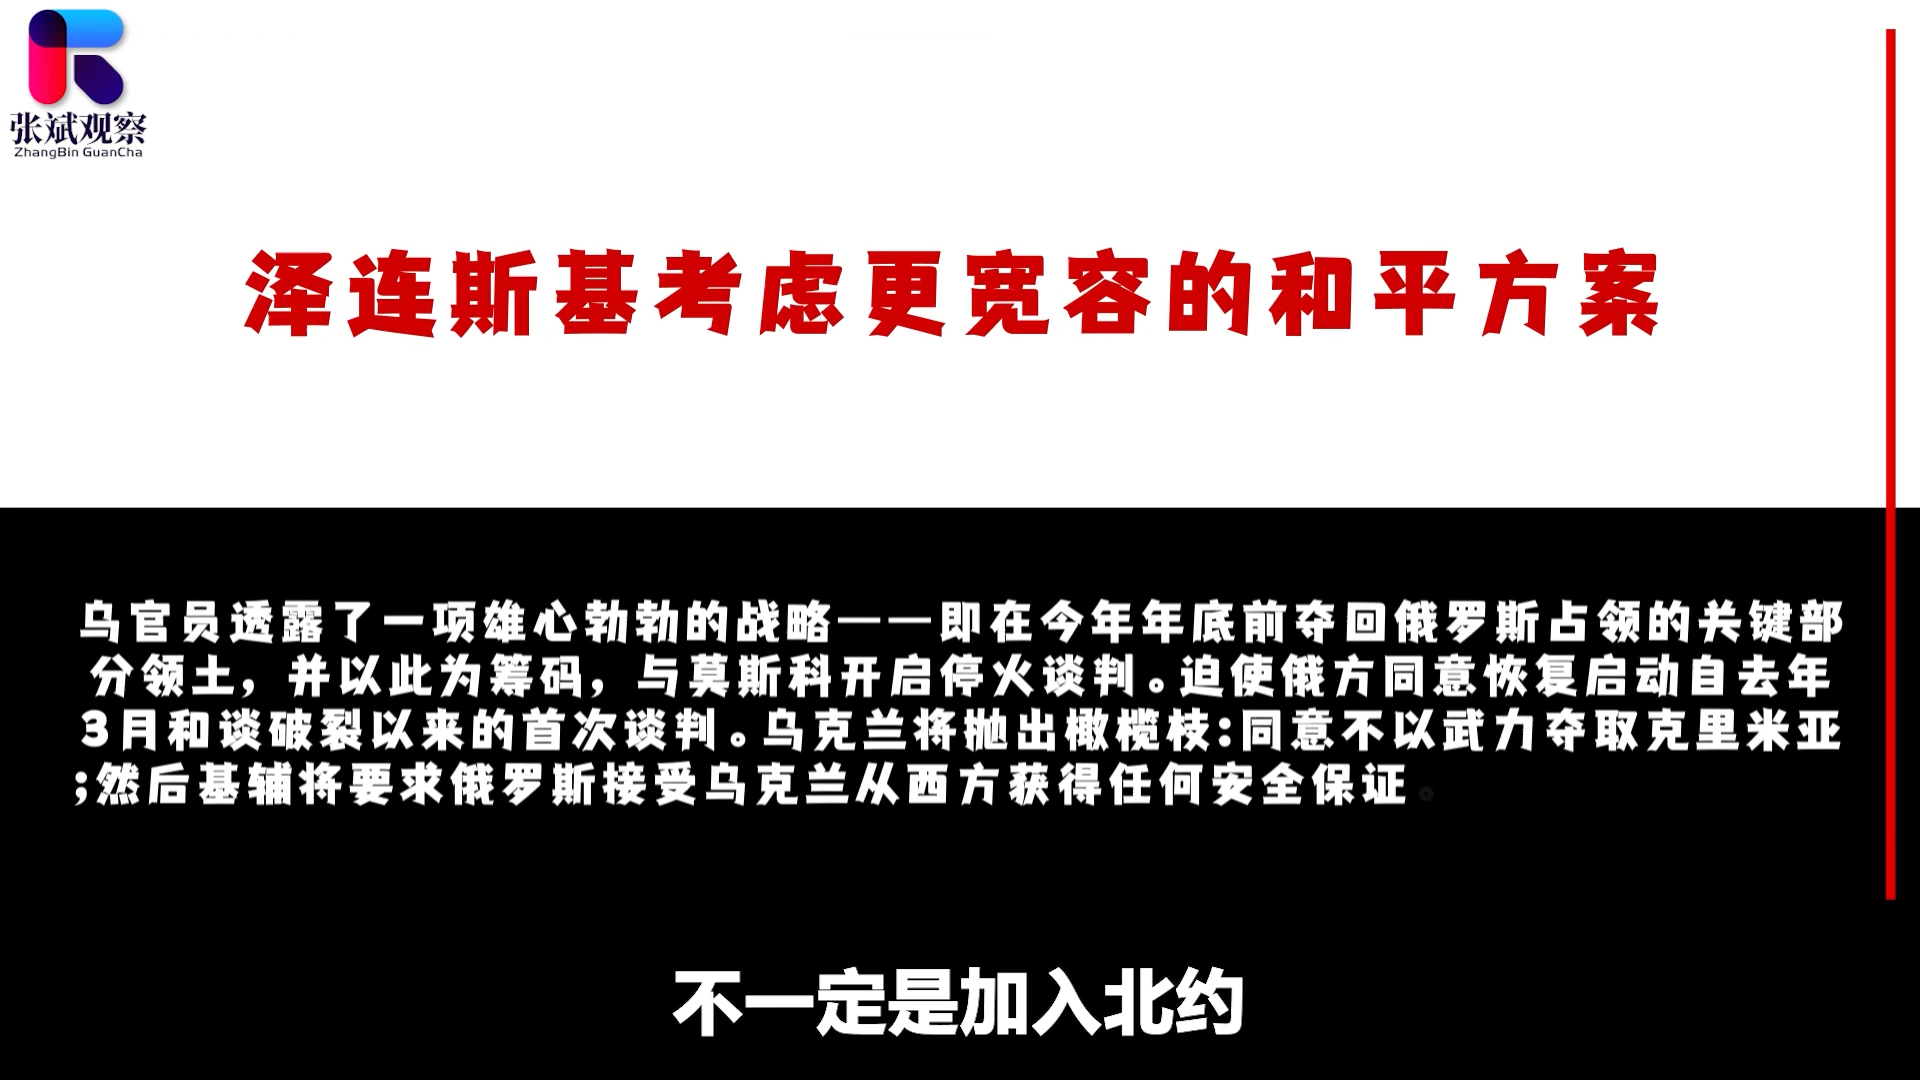 张斌观察
ZhangBin GuanCha
泽连斯基考虑更宽容的和平方案
乌官员透露了一项雄心勃勃的战略——即在今年年底前夺回俄罗斯占领的关键部
分领土，并以此为筹码，与莫斯科开启停火谈判。迫使俄方同意恢复启动自去年
3月和谈破裂以来的首次谈判。乌克兰将抛出橄榄枝:同意不以武力夺取克里米亚
;然后基辅将要求俄罗斯接受乌克兰从西方获得任何安全保证。
不一定是加入北约